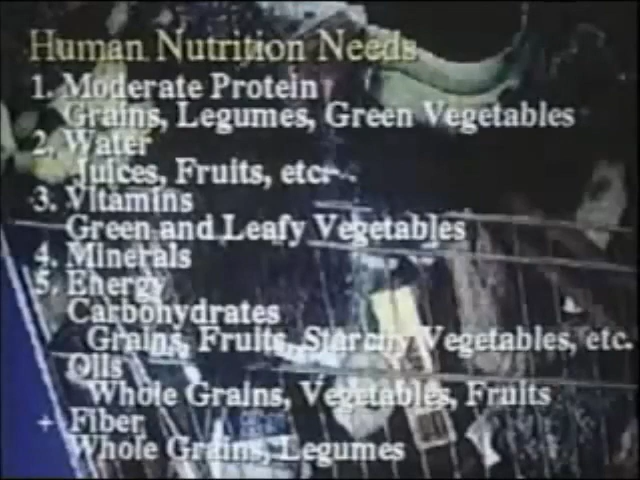 Human Nutrition Needs
1. Moderate Protein
Grains, Legumes, Green Vegetables
2. Water
Juices, Fruits, etc.
3. Vitamins
Green and Leafy Vegetables
4. Minerals
5. Energy
Carbohydrates
Grains, Fruits, Starchy Vegetables, etc.
Oils
Whole Grains, Vegetables, Fruits
+ Fiber
Whole Grains, Legumes